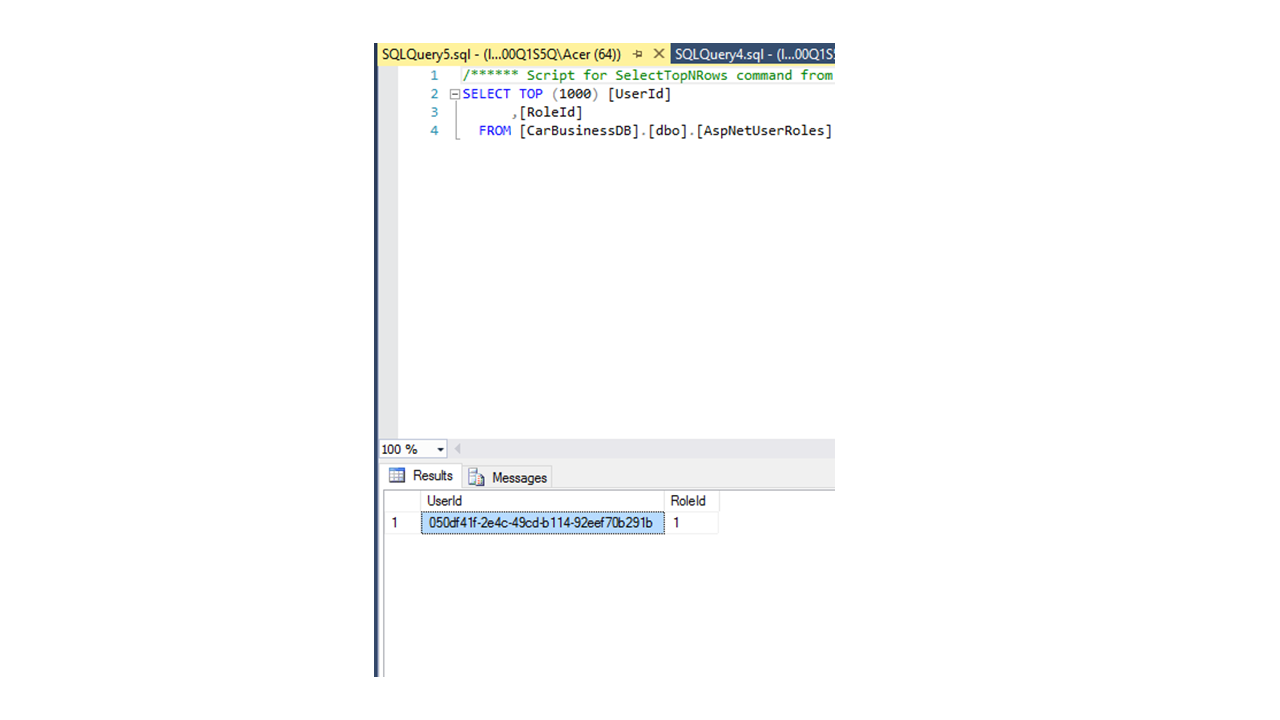 SQLQuery5.sql - (I...00Q1S5Q\Acer (64)) SQLQuery4.sql - (I...00Q1S
1 /****** Script for SelectTopNRows command from
2 SELECT TOP (1000) [UserId]
3 ,[RoleId]
4 FROM [CarBusinessDB].[dbo].[AspNetUserRoles]
100 %
Results Messages
UserId RoleId
1 050df41f-2e4c-49cd-b114-92eef70b291b 1